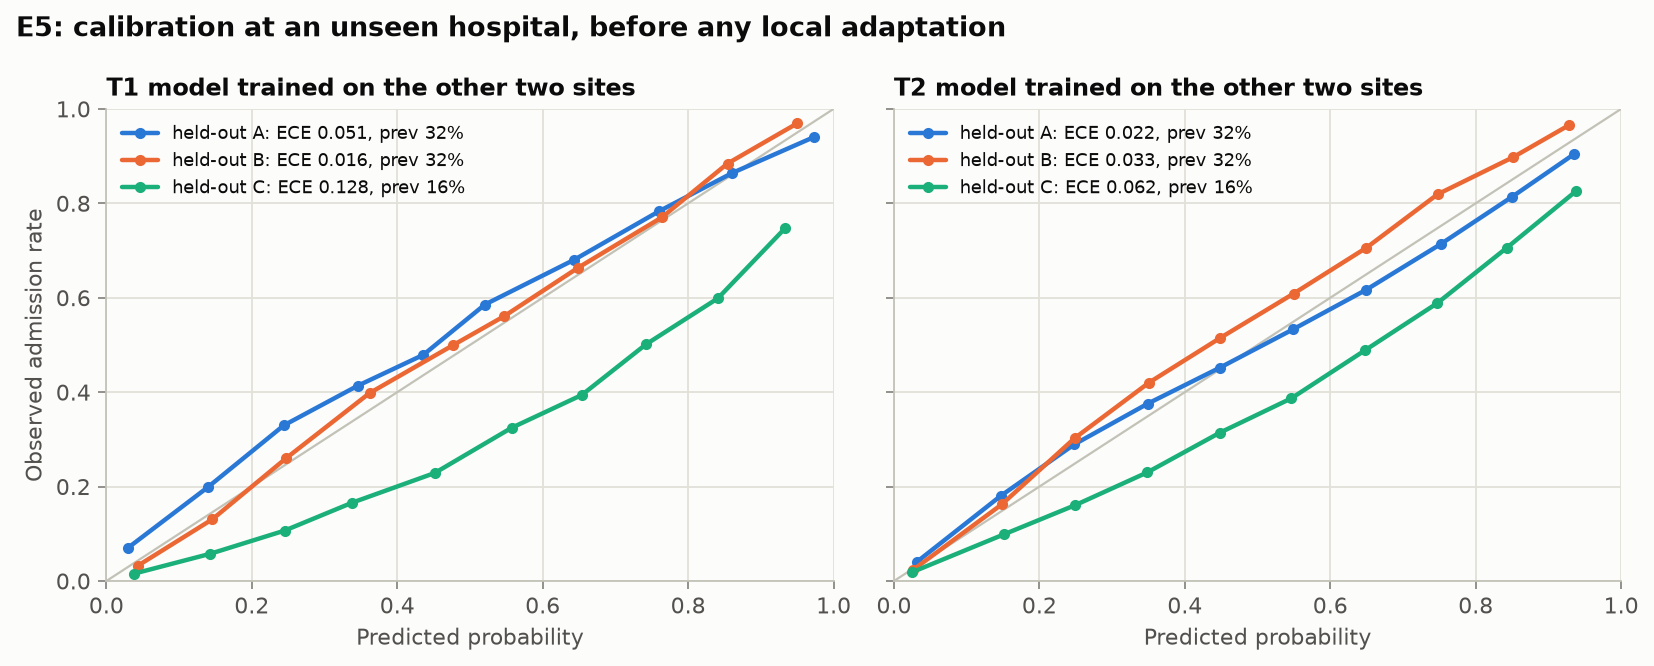 E5: calibration at an unseen hospital, before any local adaptation
T1 model trained on the other two sites
held-out A: ECE 0.051, prev 32%
held-out B: ECE 0.016, prev 32%
held-out C: ECE 0.128, prev 16%
Observed admission rate
1.0
0.8
0.6
0.4
0.2
0.0
0.0 0.2 0.4 0.6 0.8 1.0
Predicted probability
T2 model trained on the other two sites
held-out A: ECE 0.022, prev 32%
held-out B: ECE 0.033, prev 32%
held-out C: ECE 0.062, prev 16%
0.0 0.2 0.4 0.6 0.8 1.0
Predicted probability